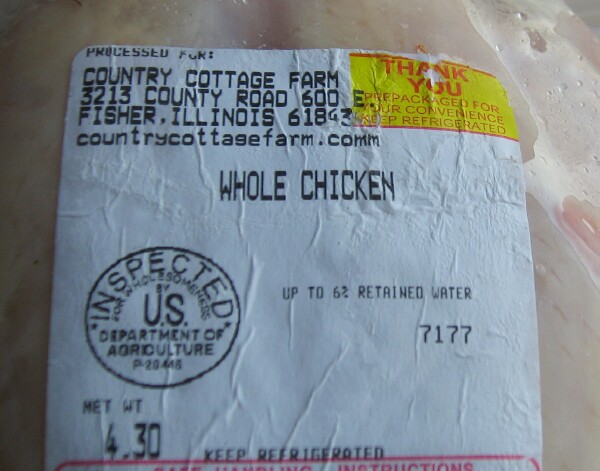 PROCESSED FOR:
COUNTRY COTTAGE FARM
3213 COUNTY ROAD 600 E.
FISHER, ILLINOIS 61843
countrycottagefarm.comm
THANK
YOU
PREPACKAGED FOR
YOUR CONVENIENCE
KEEP REFRIGERATED
WHOLE CHICKEN
INSPECTED
FOR WHOLESOMENESS
BY
U.S.
DEPARTMENT OF
AGRICULTURE
P-20446
UP TO 6% RETAINED WATER
7177
NET WT
4.30
KEEP REFRIGERATED
SAFE HANDLING INSTRUCTIONS